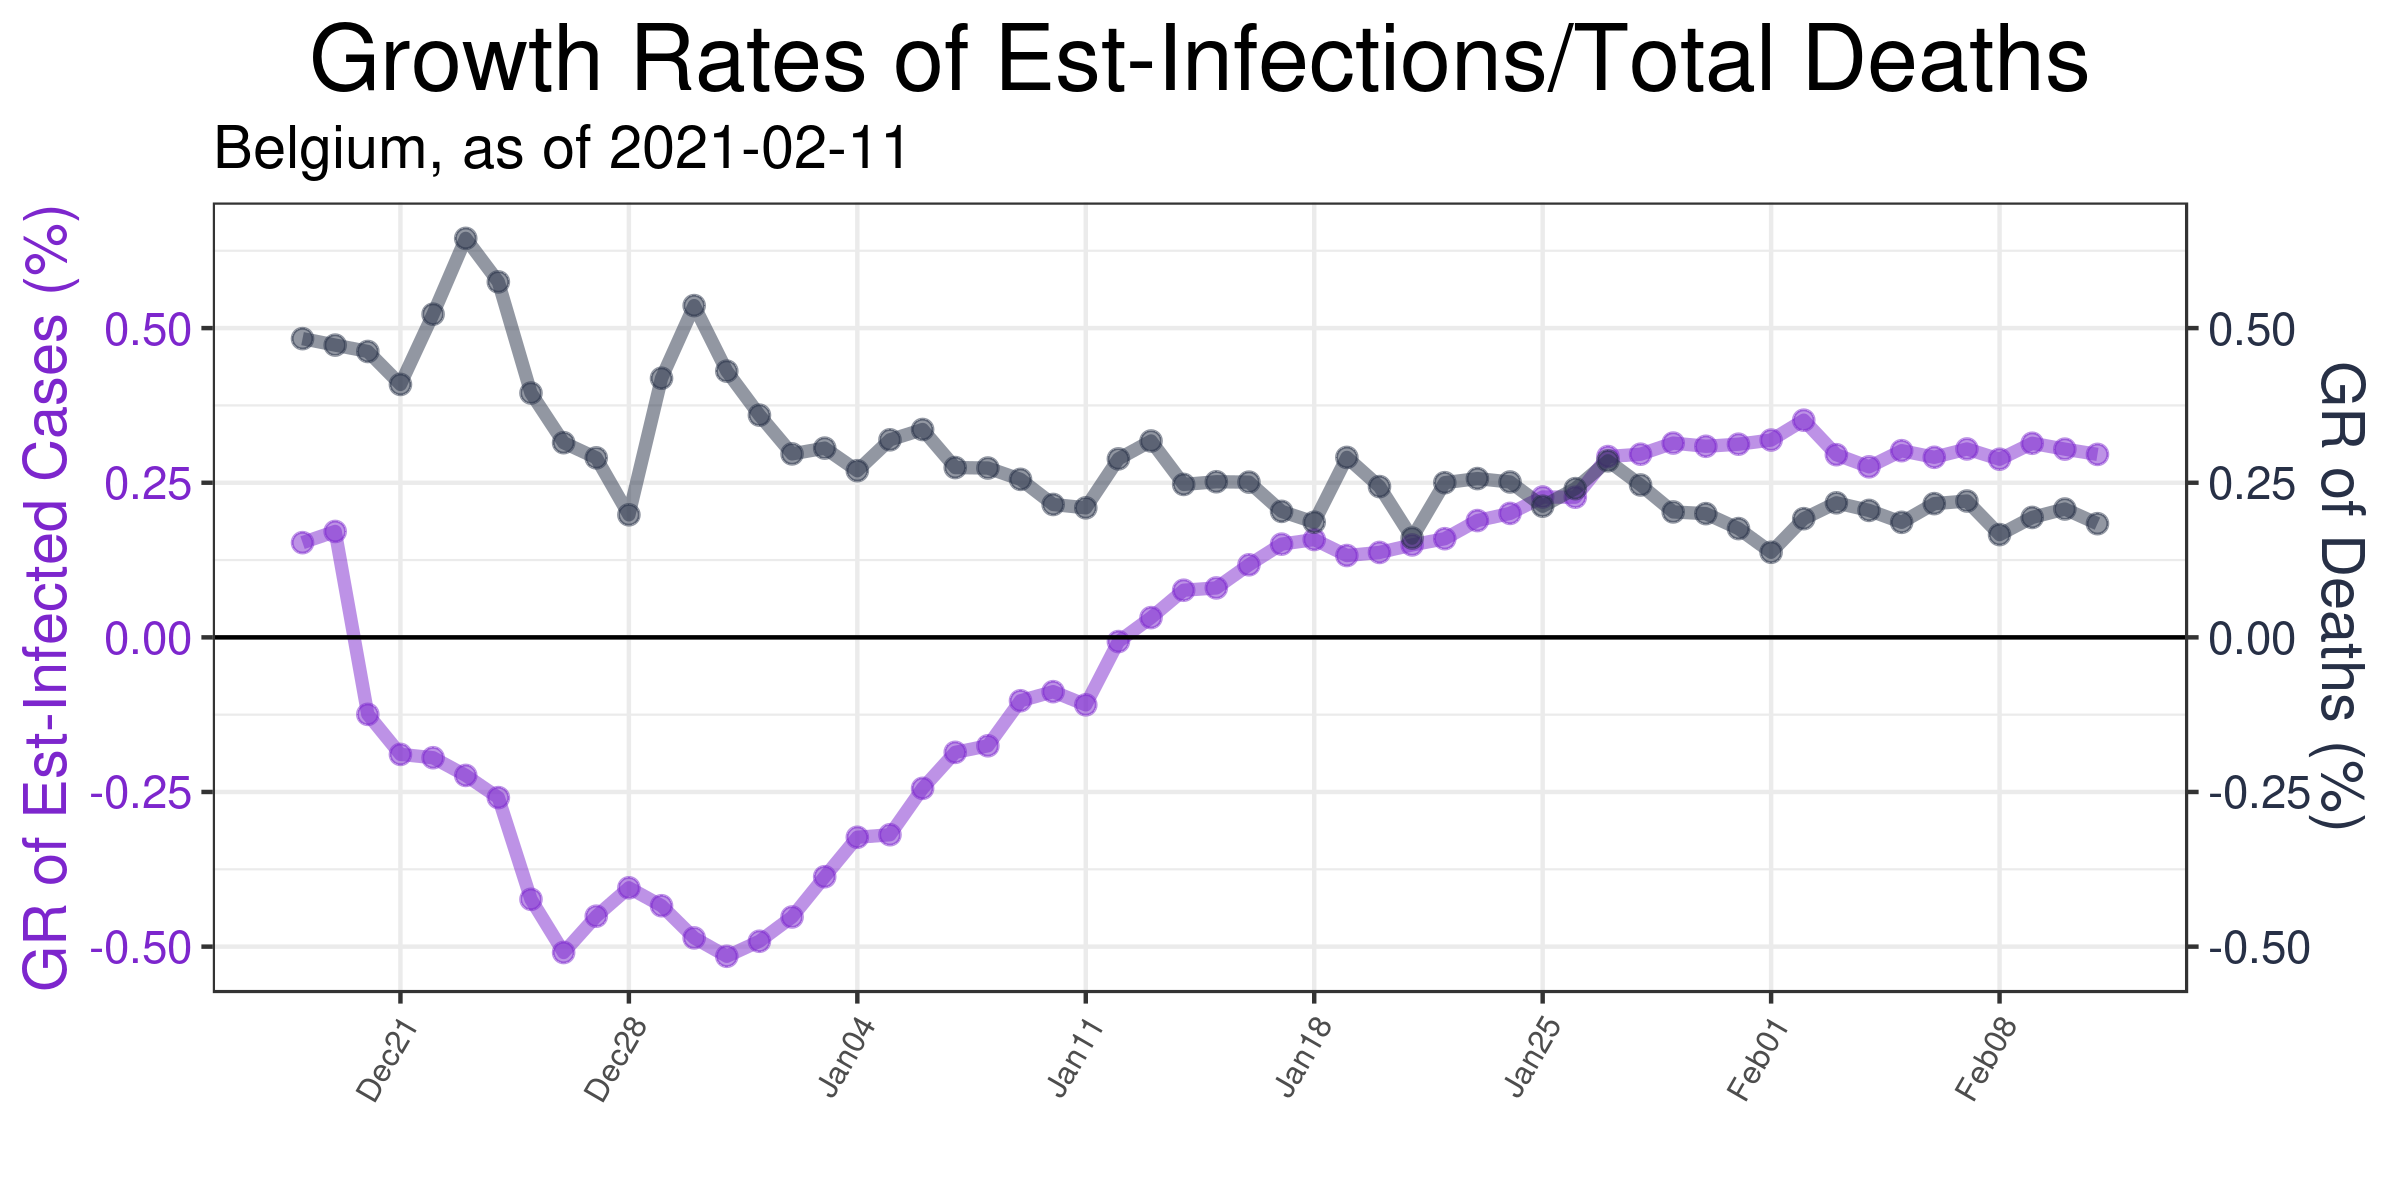 Growth Rates of Est-Infections/Total Deaths
Belgium, as of 2021-02-11
GR of Est-Infected Cases (%)
0.50
0.25
0.00
-0.25
-0.50
0.50
0.25
0.00
-0.25
-0.50
GR of Deaths (%)
Dec21
Dec28
Jan04
Jan11
Jan18
Jan25
Feb01
Feb08